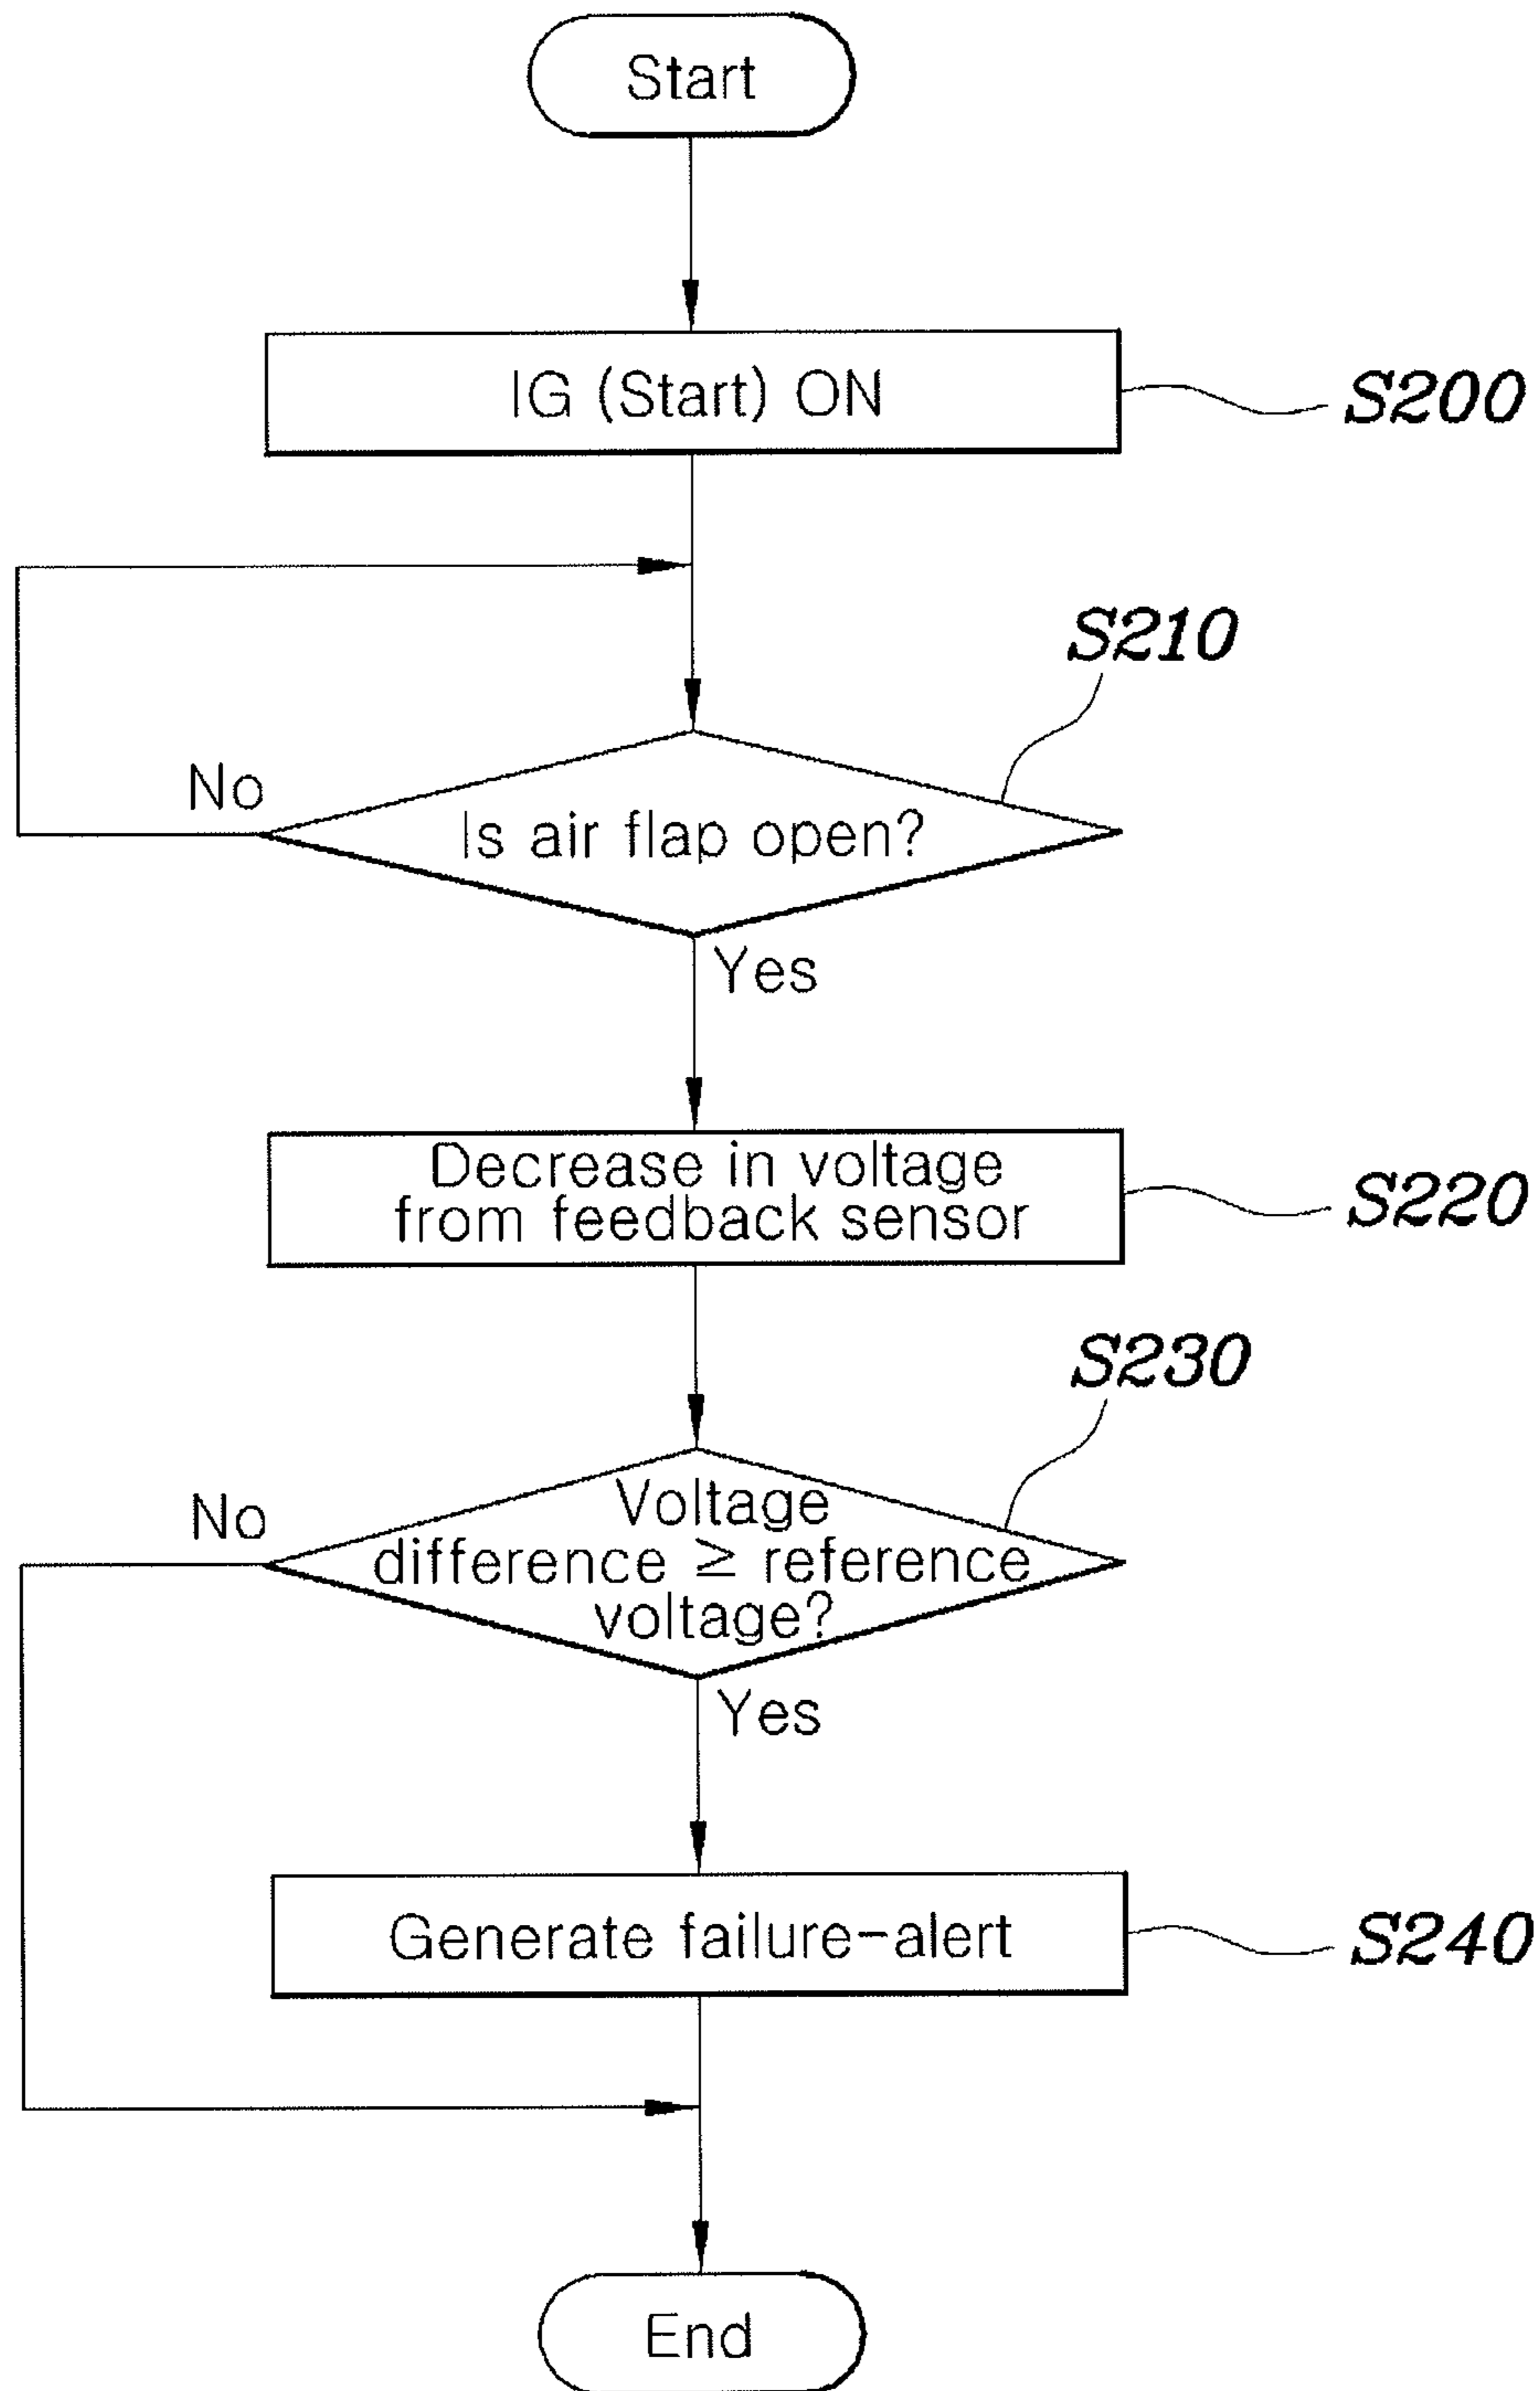 Start
IG (Start) ON
S200
S210
No
Is air flap open?
Yes
Decrease in voltage
from feedback sensor
S220
S230
No
Voltage
difference ≥ reference
voltage?
Yes
Generate failure-alert
S240
End